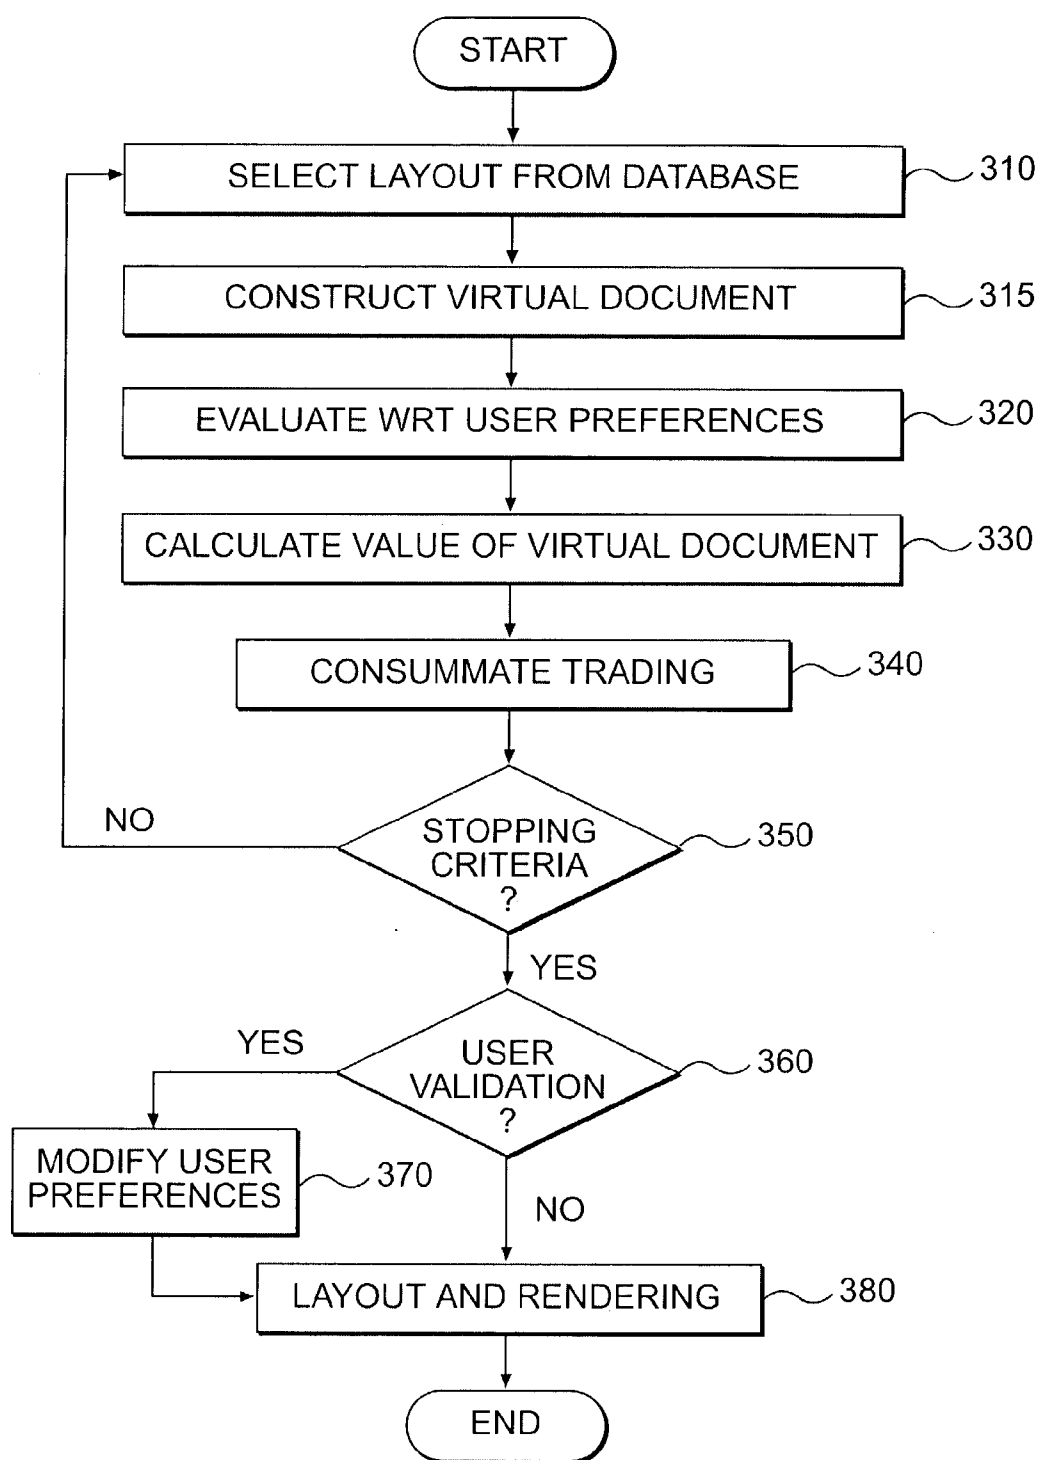 START
SELECT LAYOUT FROM DATABASE
310
CONSTRUCT VIRTUAL DOCUMENT
315
EVALUATE WRT USER PREFERENCES
320
CALCULATE VALUE OF VIRTUAL DOCUMENT
330
CONSUMMATE TRADING
340
NO
STOPPING
CRITERIA
?
350
YES
YES
USER
VALIDATION
?
360
MODIFY USER
PREFERENCES
370
NO
LAYOUT AND RENDERING
380
END